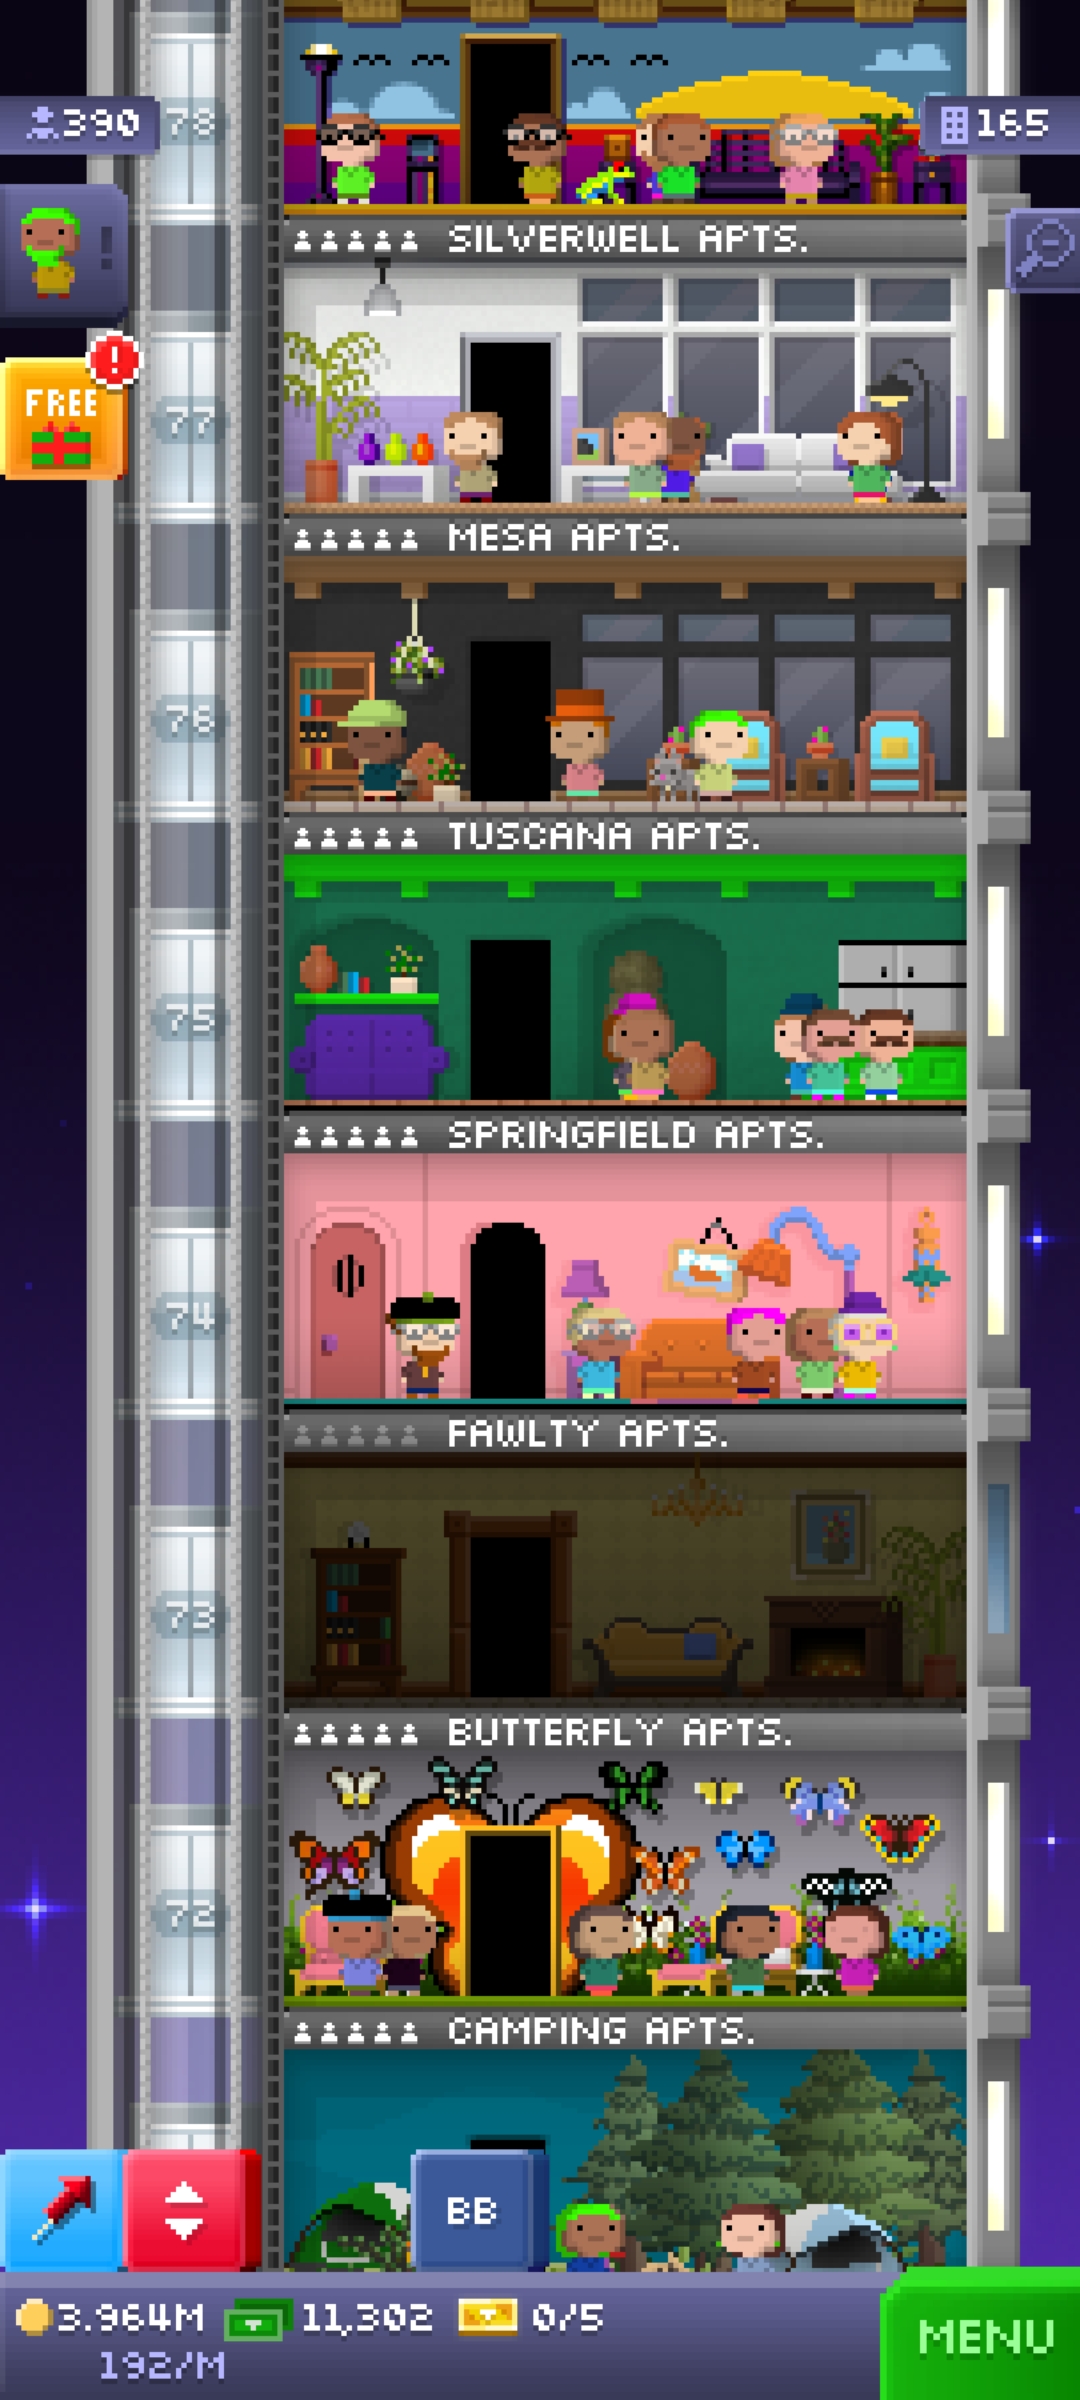 390
78
165
SILVERWELL APTS.
!
FREE
77
MESA APTS.
76
TUSCANA APTS.
75
SPRINGFIELD APTS.
74
FAWLTY APTS.
73
BUTTERFLY APTS.
72
CAMPING APTS.
BB
3.964M 11,302 0/5
192/M
MENU